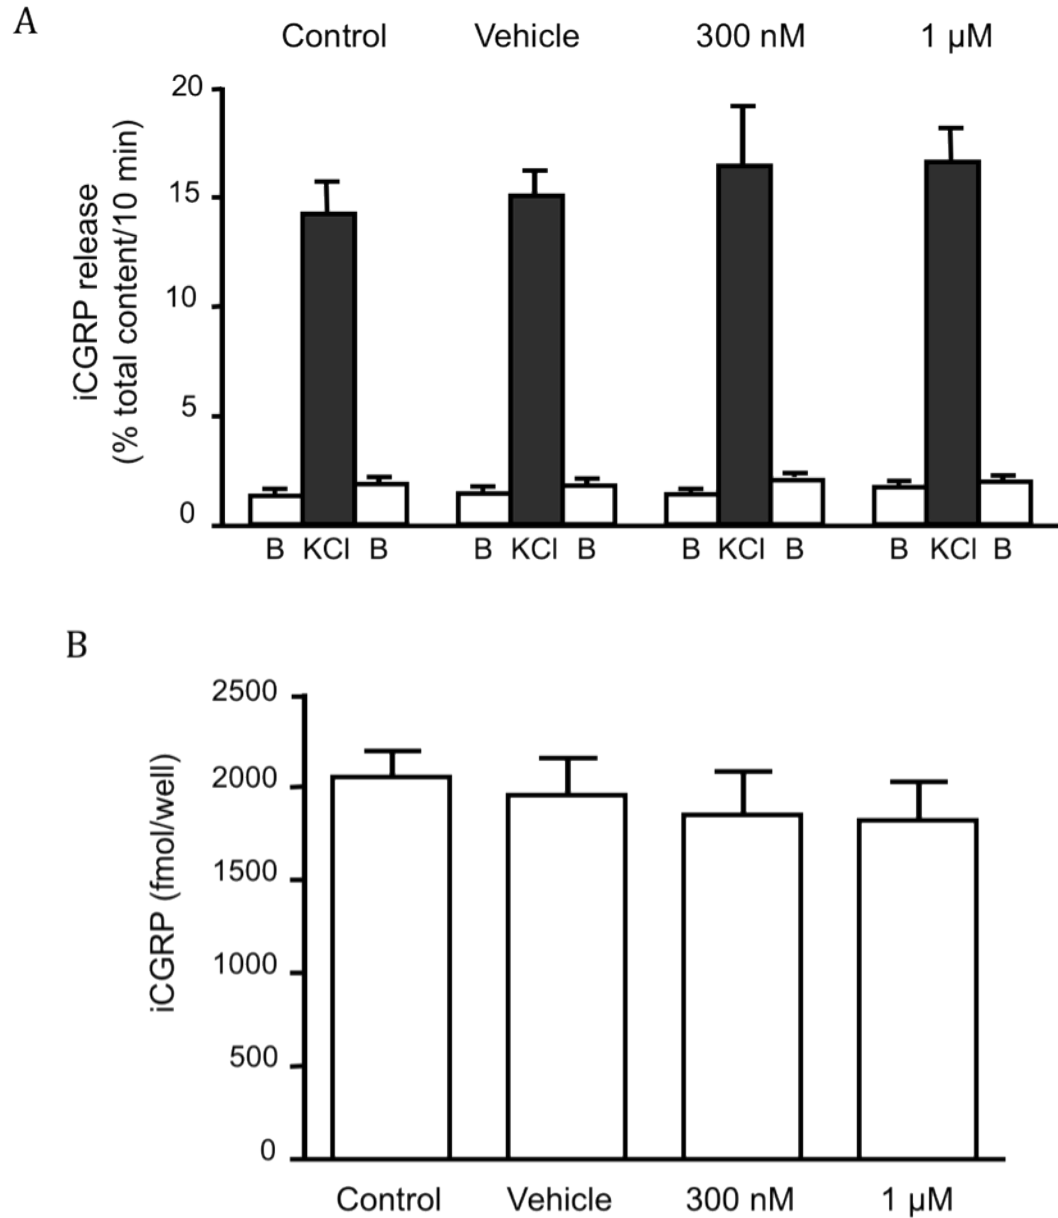 A
Control Vehicle 300 nM 1 µM
iCGRP release
(% total content/10 min)
20
15
10
5
0
B KCl B B KCl B B KCl B B KCl B
B
iCGRP (fmol/well)
2500
2000
1500
1000
500
0
Control Vehicle 300 nM 1 µM